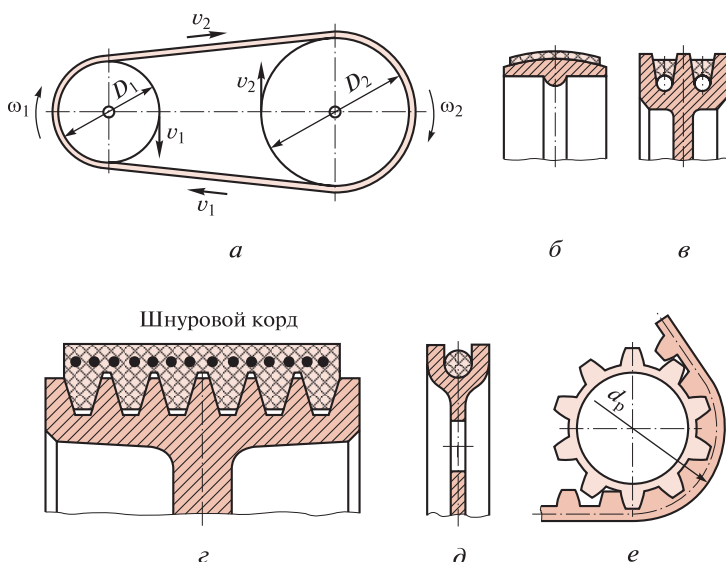 v₂
ω₁
D₁
v₁
v₂
D₂
ω₂
v₁
а
б
в
Шнуровой корд
dₚ
г
д
е